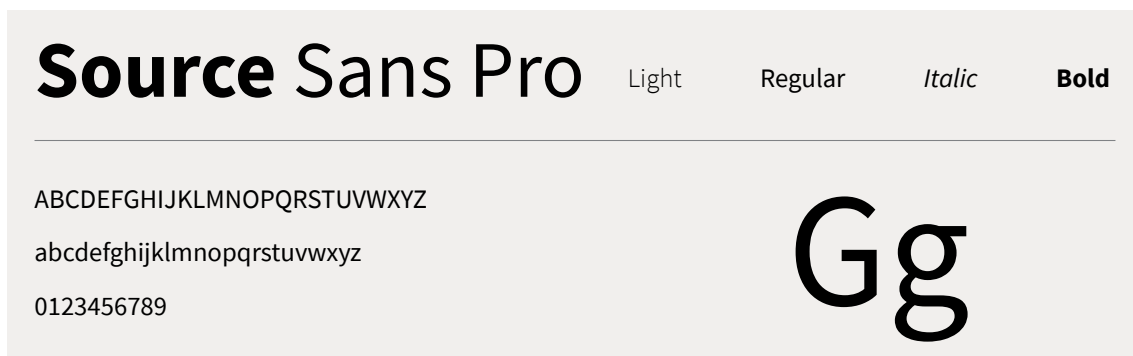 Source Sans Pro Light Regular Italic Bold
ABCDEFGHIJKLMNOPQRSTUVWXYZ
abcdefghijklmnopqrstuvwxyz
0123456789
Gg